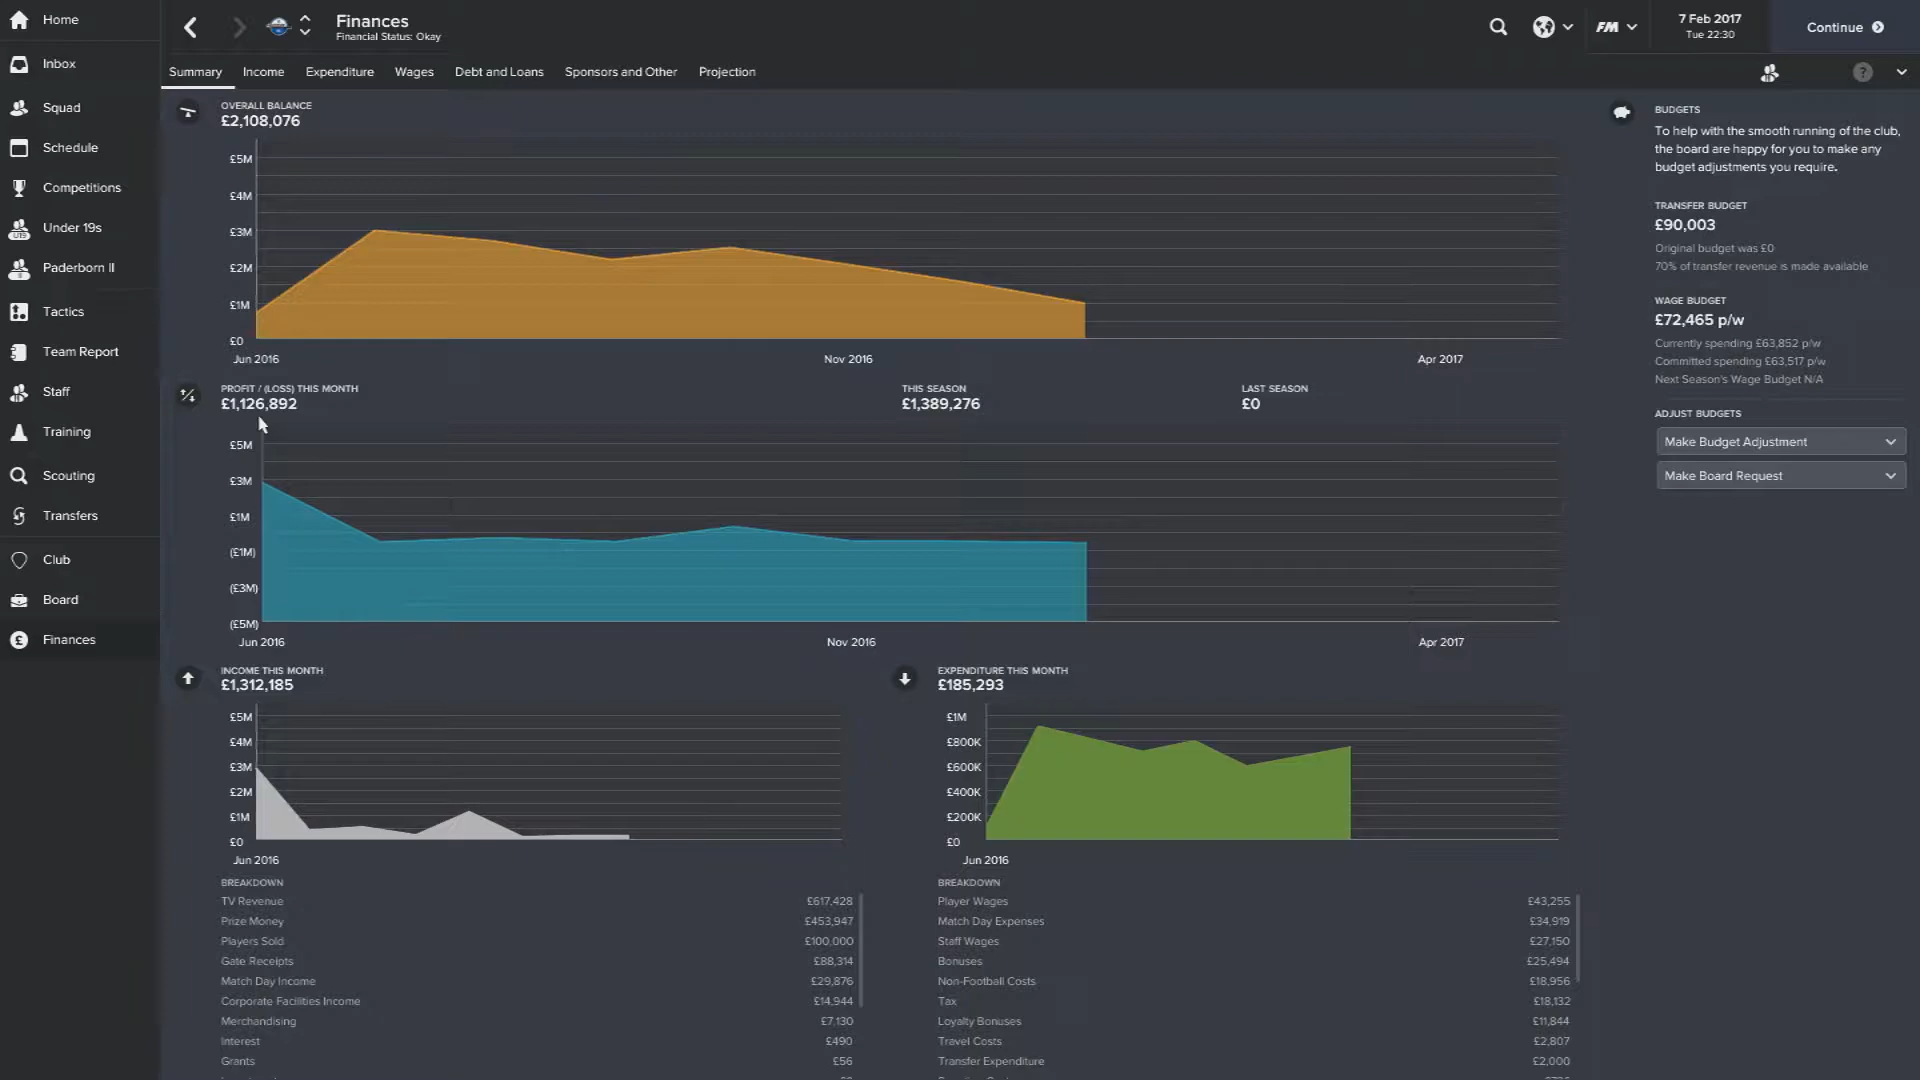 Home
Inbox
Squad
Schedule
Competitions
Under 19s
Paderborn II
Tactics
Team Report
Staff
Training
Scouting
Transfers
Club
Board
Finances
Finances
Financial Status: Okay
FM
7 Feb 2017
Tue 22:30
Continue
Summary Income Expenditure Wages Debt and Loans Sponsors and Other Projection
?
OVERALL BALANCE
£2,108,076
£5M
£4M
£3M
£2M
£1M
£0
Jun 2016 Nov 2016 Apr 2017
PROFIT / (LOSS) THIS MONTH
£1,126,892
THIS SEASON
£1,389,276
LAST SEASON
£0
£5M
£3M
£1M
(£1M)
(£3M)
(£5M)
Jun 2016 Nov 2016 Apr 2017
INCOME THIS MONTH
£1,312,185
£5M
£4M
£3M
£2M
£1M
£0
Jun 2016
BREAKDOWN
TV Revenue £617,428
Prize Money £453,947
Players Sold £100,000
Gate Receipts £88,314
Match Day Income £29,876
Corporate Facilities Income £14,944
Merchandising £7,130
Interest £490
Grants £56
EXPENDITURE THIS MONTH
£185,293
£1M
£800K
£600K
£400K
£200K
£0
Jun 2016
BREAKDOWN
Player Wages £43,255
Match Day Expenses £34,919
Staff Wages £27,150
Bonuses £25,494
Non-Football Costs £18,956
Tax £18,132
Loyalty Bonuses £11,844
Travel Costs £2,807
Transfer Expenditure £2,000
BUDGETS
To help with the smooth running of the club,
the board are happy for you to make any
budget adjustments you require.
TRANSFER BUDGET
£90,003
Original budget was £0
70% of transfer revenue is made available
WAGE BUDGET
£72,465 p/w
Currently spending £63,852 p/w
Committed spending £63,517 p/w
Next Season's Wage Budget N/A
ADJUST BUDGETS
Make Budget Adjustment
Make Board Request